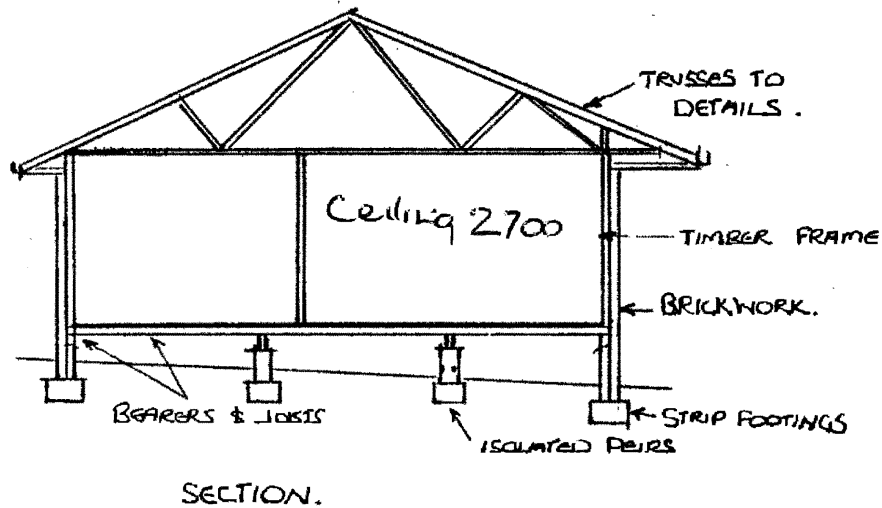 TRUSSES TO
DETAILS.
Ceiling 2700
TIMBER FRAME
BRICKWORK.
BEARERS & JOISTS
STRIP FOOTINGS
ISOLATED PEIRS
SECTION.